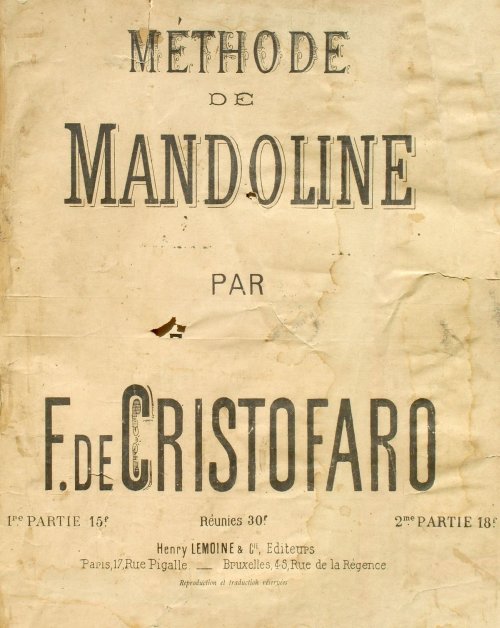 MÉTHODE
DE
MANDOLINE
PAR
F. DE CRISTOFARO
1re PARTIE 15f Réunies 30f 2me PARTIE 18f
Henry LEMOINE & Cie, Editeurs
Paris, 17, Rue Pigalle — Bruxelles, 48, Rue de la Régence
Reproduction et traduction réservées